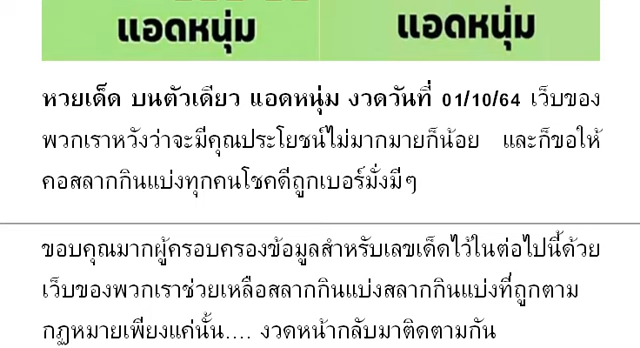 แอดหนุ่ม แอดหนุ่ม
หวยเด็ด บนตัวเดียว แอดหนุ่ม งวดวันที่ 01/10/64 เว็บของ
พวกเราหวังว่าจะมีคุณประโยชน์ไม่มากมายก็น้อย และก็ขอให้
คอสลากกินแบ่งทุกคนโชคดีถูกเบอร์มั่งมีๆ
ขอบคุณมากผู้ครอบครองข้อมูลสำหรับเลขเด็ดไว้ในต่อไปนี้ด้วย
เว็บของพวกเราช่วยเหลือสลากกินแบ่งสลากกินแบ่งที่ถูกตาม
กฏหมายเพียงแค่นั้น.... งวดหน้ากลับมาติดตามกัน